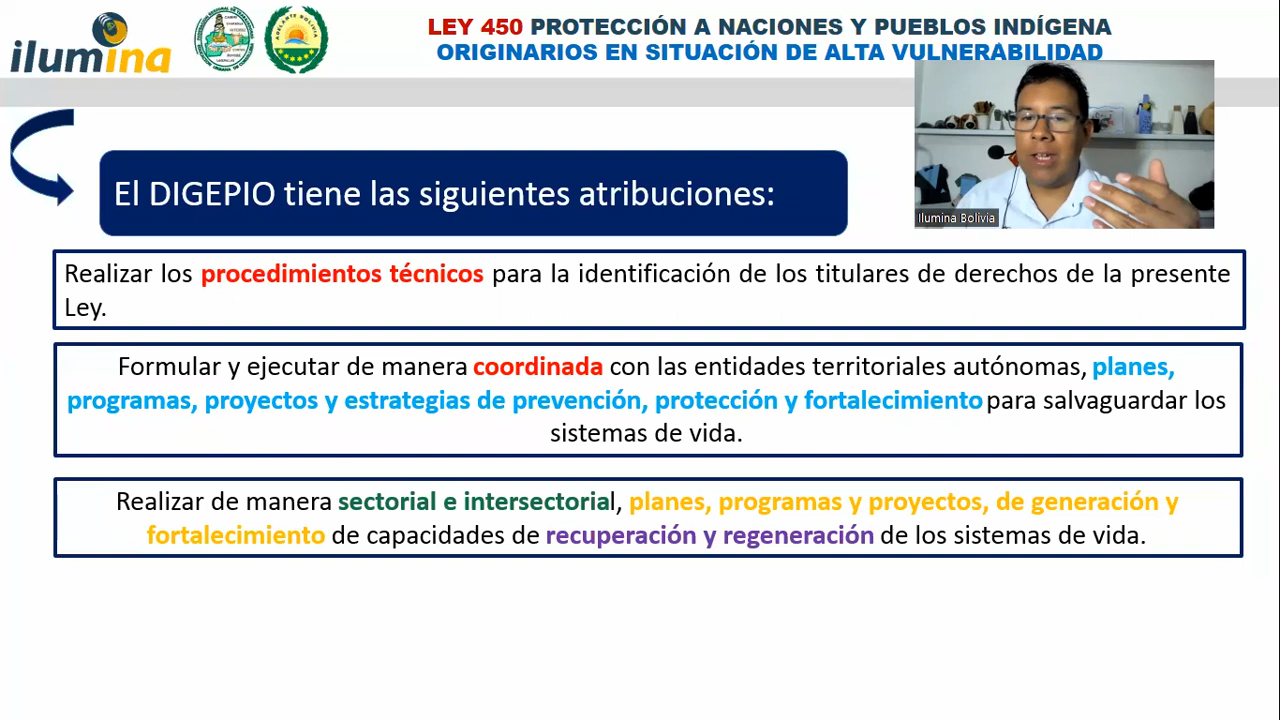 ilumina
ADELANTE BOLIVIA
LEY 450 PROTECCIÓN A NACIONES Y PUEBLOS INDÍGENA
ORIGINARIOS EN SITUACIÓN DE ALTA VULNERABILIDAD
Ilumina Bolivia
El DIGEPIO tiene las siguientes atribuciones:
Realizar los procedimientos técnicos para la identificación de los titulares de derechos de la presente
Ley.
Formular y ejecutar de manera coordinada con las entidades territoriales autónomas, planes,
programas, proyectos y estrategias de prevención, protección y fortalecimiento para salvaguardar los
sistemas de vida.
Realizar de manera sectorial e intersectorial, planes, programas y proyectos, de generación y
fortalecimiento de capacidades de recuperación y regeneración de los sistemas de vida.